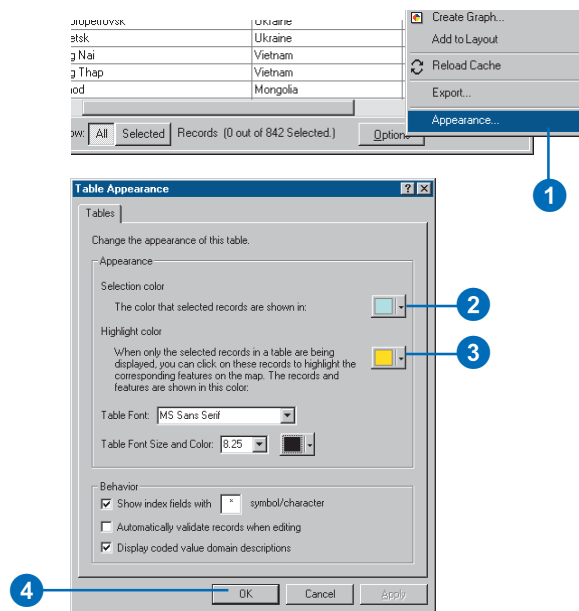 Ukraine
Create Graph...
Ukraine
Add to Layout
g Nai Vietnam
g Thap Vietnam
Reload Cache
Mongolia
Export...
All Selected Records (0 out of 842 Selected.) Options
Appearance...
1
Table Appearance
Tables
Change the appearance of this table.
Appearance
Selection color
The color that selected records are shown in:
2
Highlight color
When only the selected records in a table are being
displayed, you can click on these records to highlight the
corresponding features on the map. The records and
features are shown in this color:
3
Table Font: MS Sans Serif
Table Font Size and Color: 8.25
Behavior
Show index fields with * symbol/character
Automatically validate records when editing
Display coded value domain descriptions
4
OK Cancel Apply